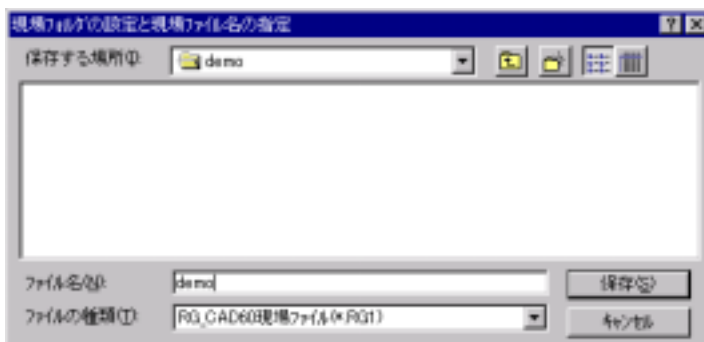 現場フォルダの設定と現場ファイル名の指定
保存する場所(I): demo
ファイル名(N): demo 保存(S)
ファイルの種類(T): RG_CAD60現場ファイル(*.RG1) キャンセル